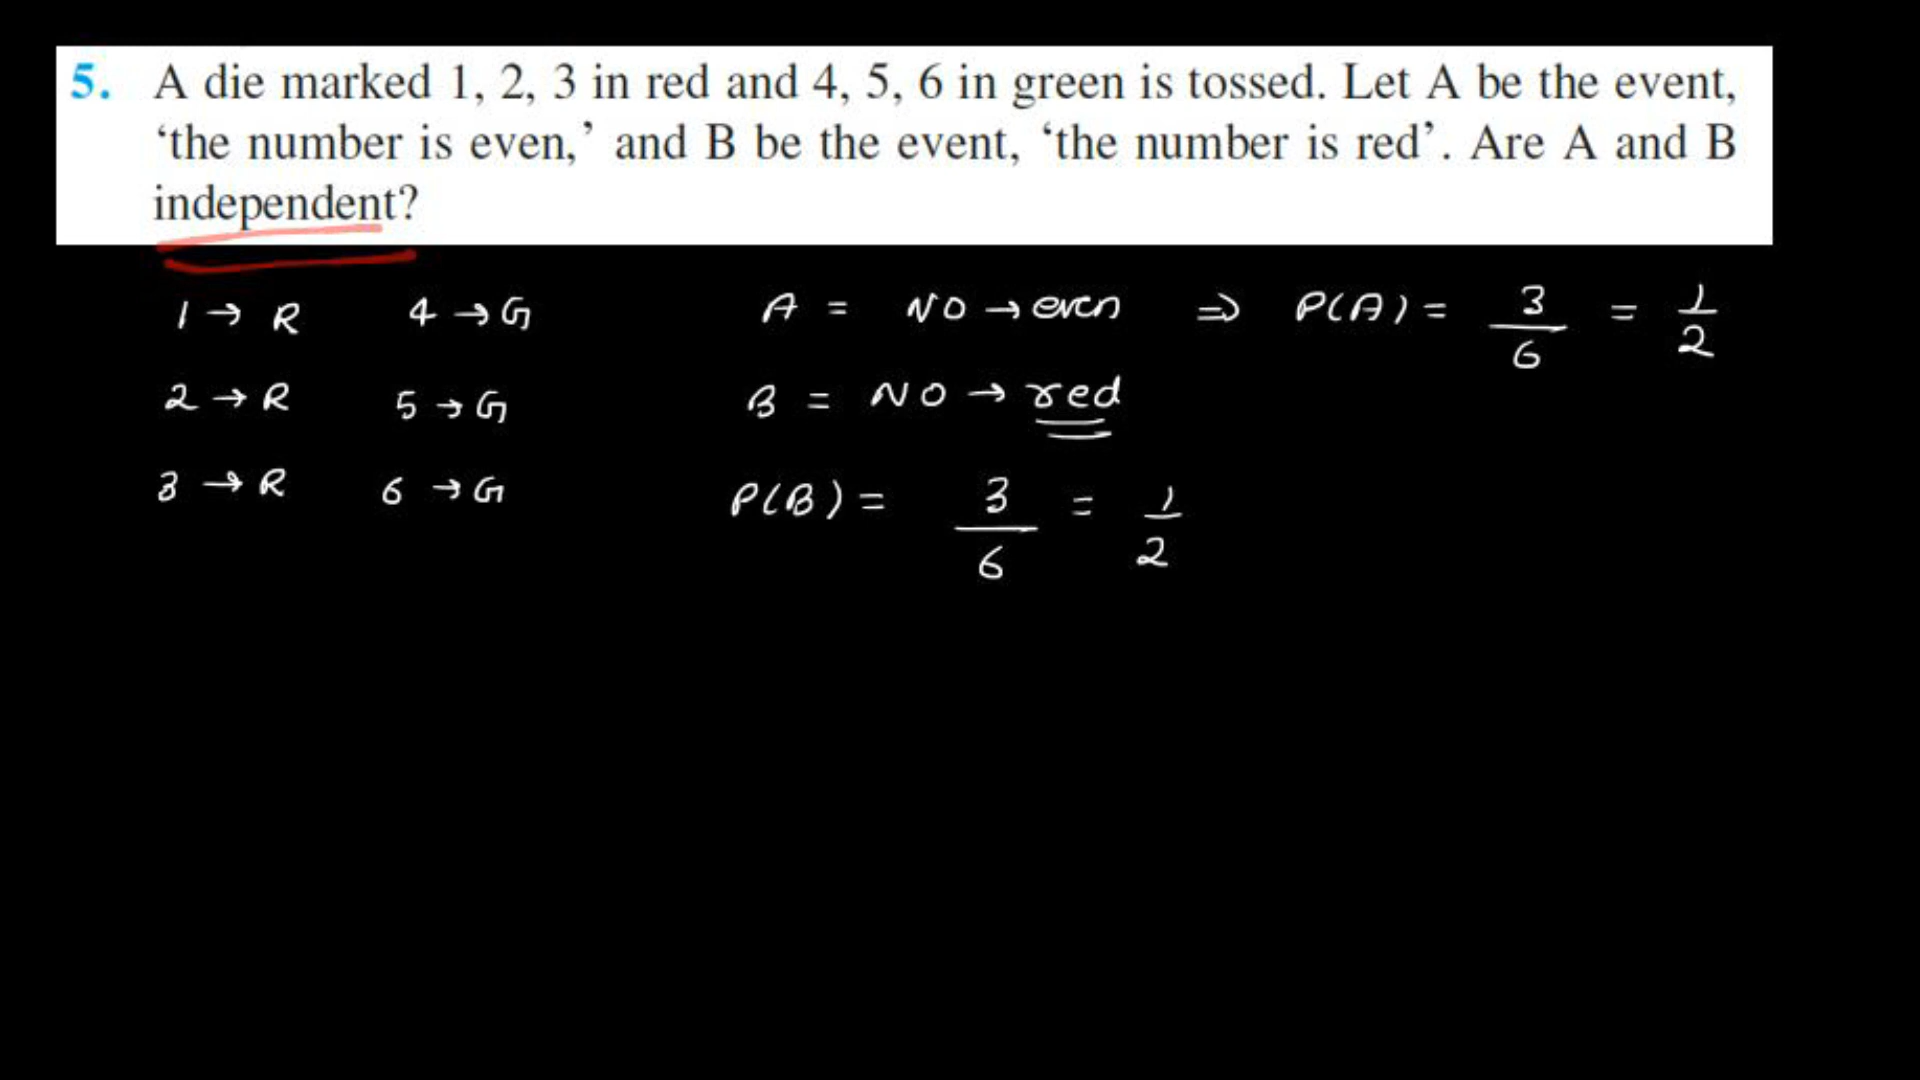 5. A die marked 1, 2, 3 in red and 4, 5, 6 in green is tossed. Let A be the event,
‘the number is even,’ and B be the event, ‘the number is red’. Are A and B
independent?
1 → R 4 → G A = NO → even ⇒ P(A) = 3/6 = 1/2
2 → R 5 → G B = NO → red
3 → R 6 → G P(B) = 3/6 = 1/2